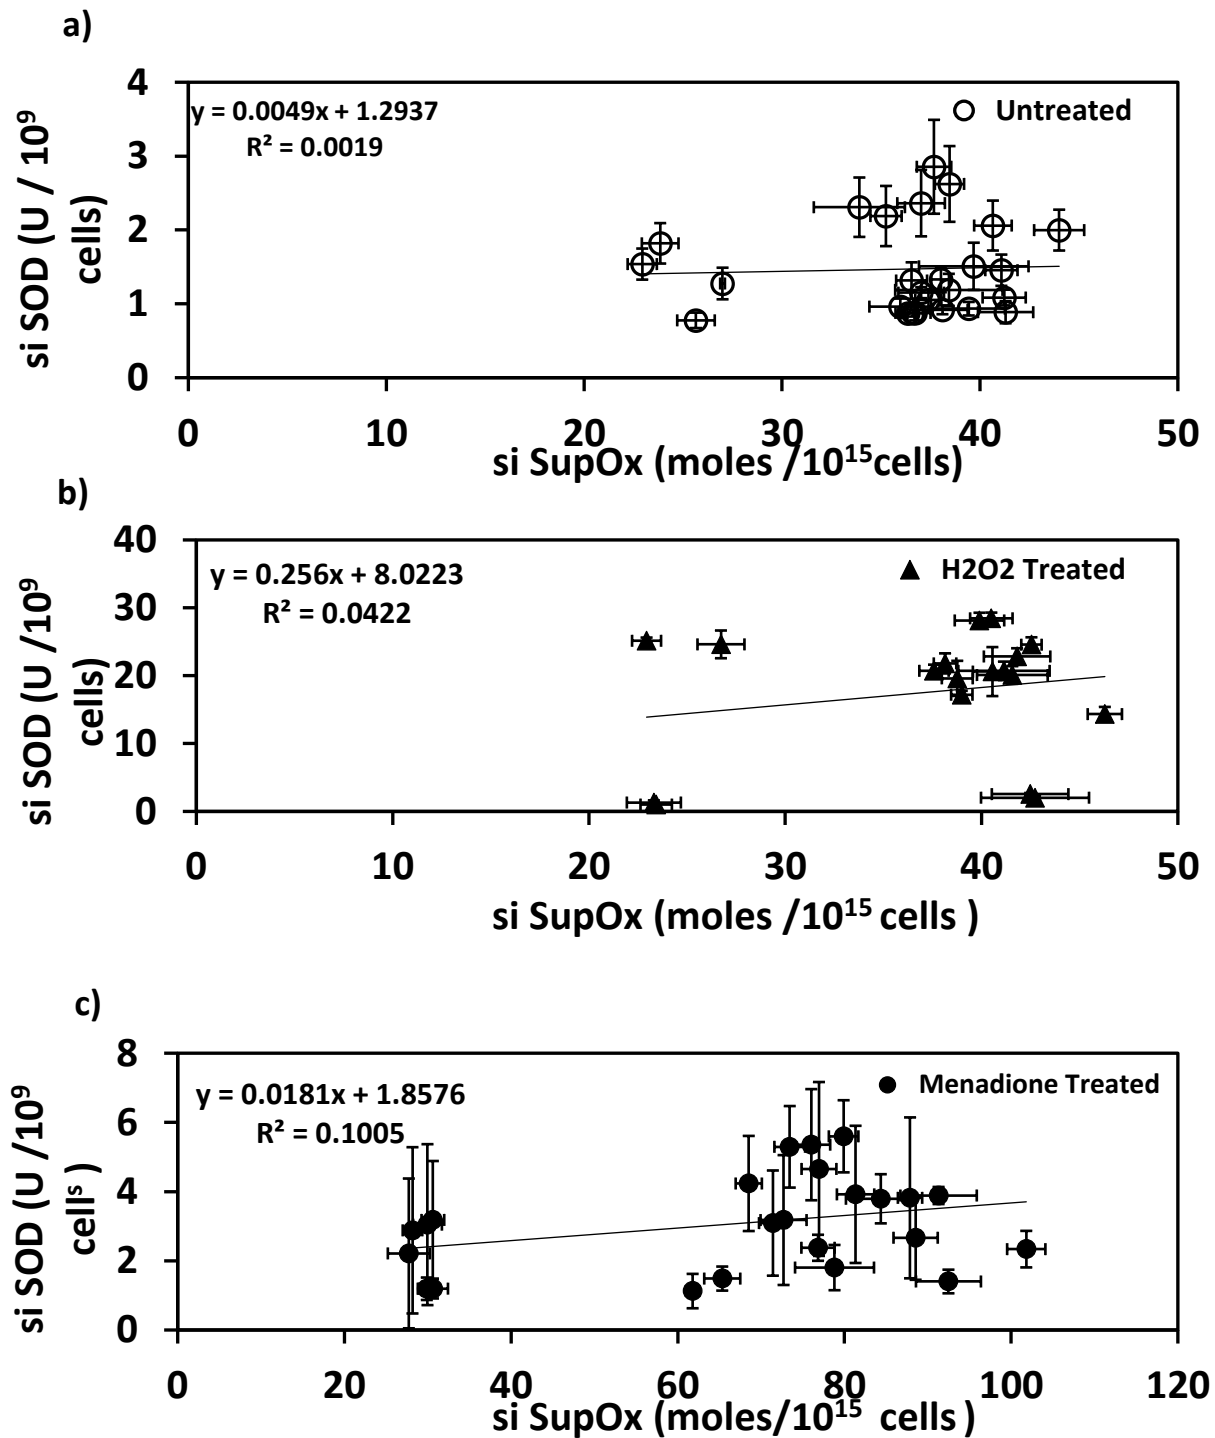 a)
4
3
2
1
0
si SOD (U / 10⁹
cells)
y = 0.0049x + 1.2937
R² = 0.0019
Untreated
0 10 20 30 40 50
si SupOx (moles /10¹⁵cells)
b)
40
30
20
10
0
si SOD (U /10⁹
cells)
y = 0.256x + 8.0223
R² = 0.0422
H2O2 Treated
0 10 20 30 40 50
si SupOx (moles /10¹⁵ cells )
c)
8
6
4
2
0
si SOD (U /10⁹
cellˢ )
y = 0.0181x + 1.8576
R² = 0.1005
Menadione Treated
0 20 40 60 80 100 120
si SupOx (moles/10¹⁵ cells )